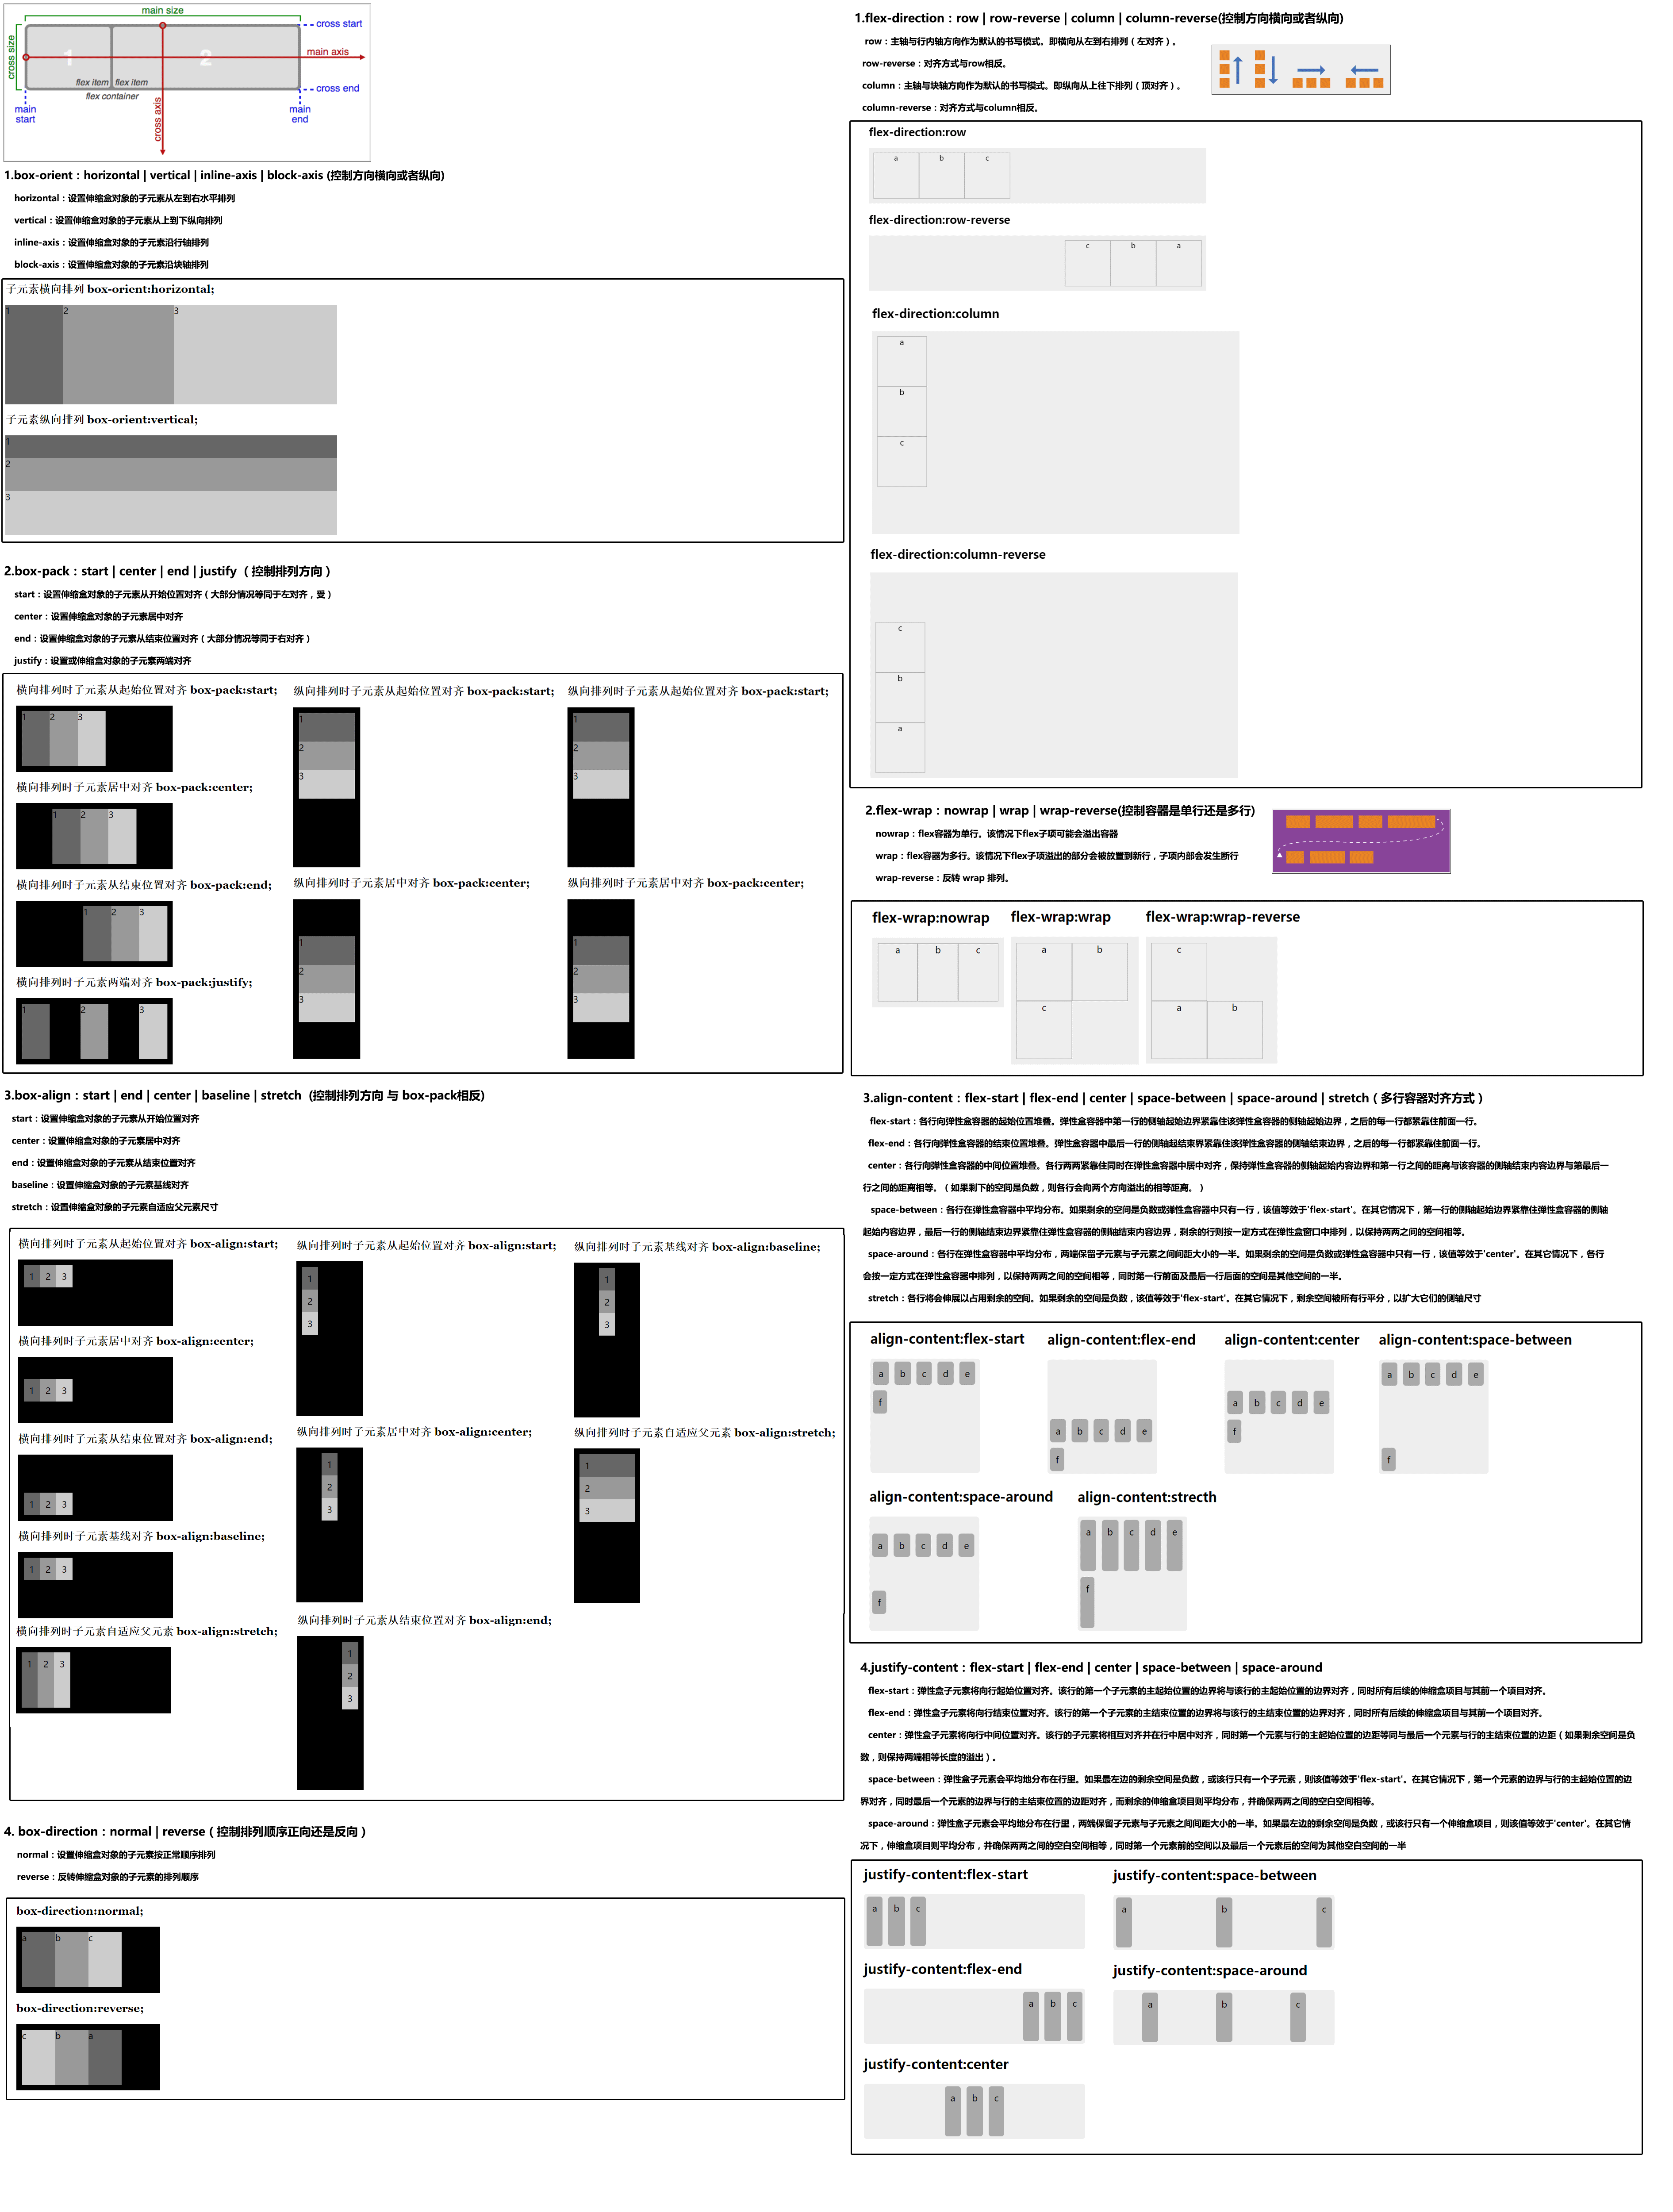 main size
cross start
cross size
1
2
main axis
flex item
flex item
cross end
flex container
main
start
cross axis
main
end
1.box-orient：horizontal | vertical | inline-axis | block-axis (控制方向横向或者纵向)
horizontal：设置伸缩盒对象的子元素从左到右水平排列
vertical：设置伸缩盒对象的子元素从上到下纵向排列
inline-axis：设置伸缩盒对象的子元素沿行轴排列
block-axis：设置伸缩盒对象的子元素沿块轴排列
子元素横向排列 box-orient:horizontal;
1 2 3
子元素纵向排列 box-orient:vertical;
1
2
3
2.box-pack：start | center | end | justify （ 控制排列方向 ）
start：设置伸缩盒对象的子元素从开始位置对齐（ 大部分情况等同于左对齐，受）
center：设置伸缩盒对象的子元素居中对齐
end：设置伸缩盒对象的子元素从结束位置对齐（ 大部分情况等同于右对齐 ）
justify：设置或伸缩盒对象的子元素两端对齐
横向排列时子元素从起始位置对齐 box-pack:start;
1 2 3
横向排列时子元素居中对齐 box-pack:center;
1 2 3
横向排列时子元素从结束位置对齐 box-pack:end;
1 2 3
横向排列时子元素两端对齐 box-pack:justify;
1 2 3
纵向排列时子元素从起始位置对齐 box-pack:start;
1
2
3
纵向排列时子元素居中对齐 box-pack:center;
1
2
3
纵向排列时子元素从起始位置对齐 box-pack:start;
1
2
3
纵向排列时子元素居中对齐 box-pack:center;
1
2
3
3.box-align：start | end | center | baseline | stretch (控制排列方向 与 box-pack相反)
start：设置伸缩盒对象的子元素从开始位置对齐
center：设置伸缩盒对象的子元素居中对齐
end：设置伸缩盒对象的子元素从结束位置对齐
baseline：设置伸缩盒对象的子元素基线对齐
stretch：设置伸缩盒对象的子元素自适应父元素尺寸
横向排列时子元素从起始位置对齐 box-align:start;
1 2 3
横向排列时子元素居中对齐 box-align:center;
1 2 3
横向排列时子元素从结束位置对齐 box-align:end;
1 2 3
横向排列时子元素基线对齐 box-align:baseline;
1 2 3
横向排列时子元素自适应父元素 box-align:stretch;
1 2 3
纵向排列时子元素从起始位置对齐 box-align:start;
1
2
3
纵向排列时子元素居中对齐 box-align:center;
1
2
3
纵向排列时子元素从结束位置对齐 box-align:end;
1
2
3
纵向排列时子元素基线对齐 box-align:baseline;
1
2
3
纵向排列时子元素自适应父元素 box-align:stretch;
1
2
3
4. box-direction：normal | reverse（ 控制排列顺序正向还是反向 ）
normal：设置伸缩盒对象的子元素按正常顺序排列
reverse：反转伸缩盒对象的子元素的排列顺序
box-direction:normal;
a b c
box-direction:reverse;
c b a
1.flex-direction：row | row-reverse | column | column-reverse(控制方向横向或者纵向)
row：主轴与行内轴方向作为默认的书写模式。即横向从左到右排列（左对齐）。
row-reverse：对齐方式与row相反。
column：主轴与块轴方向作为默认的书写模式。即纵向从上往下排列（顶对齐）。
column-reverse：对齐方式与column相反。
flex-direction:row
a b c
flex-direction:row-reverse
c b a
flex-direction:column
a
b
c
flex-direction:column-reverse
c
b
a
2.flex-wrap：nowrap | wrap | wrap-reverse(控制容器是单行还是多行)
nowrap：flex容器为单行。该情况下flex子项可能会溢出容器
wrap：flex容器为多行。该情况下flex子项溢出的部分会被放置到新行，子项内部会发生断行
wrap-reverse：反转 wrap 排列。
flex-wrap:nowrap
a b c
flex-wrap:wrap
a b
c
flex-wrap:wrap-reverse
c
a b
3.align-content：flex-start | flex-end | center | space-between | space-around | stretch（ 多行容器对齐方式 ）
flex-start：各行向弹性盒容器的起始位置堆叠。弹性盒容器中第一行的侧轴起始边界紧靠住该弹性盒容器的侧轴起始边界，之后的每一行都紧靠住前面一行。
flex-end：各行向弹性盒容器的结束位置堆叠。弹性盒容器中最后一行的侧轴起结束界紧靠住该弹性盒容器的侧轴结束边界，之后的每一行都紧靠住前面一行。
center：各行向弹性盒容器的中间位置堆叠。各行两两紧靠住同时在弹性盒容器中居中对齐，保持弹性盒容器的侧轴起始内容边界和第一行之间的距离与该容器的侧轴结束内容边界与第最后一
行之间的距离相等。（如果剩下的空间是负数，则各行会向两个方向溢出的相等距离。）
space-between：各行在弹性盒容器中平均分布。如果剩余的空间是负数或弹性盒容器中只有一行，该值等效于'flex-start'。在其它情况下，第一行的侧轴起始边界紧靠住弹性盒容器的侧轴
起始内容边界，最后一行的侧轴结束边界紧靠住弹性盒容器的侧轴结束内容边界，剩余的行则按一定方式在弹性盒窗口中排列，以保持两两之间的空间相等。
space-around：各行在弹性盒容器中平均分布，两端保留子元素与子元素之间间距大小的一半。如果剩余的空间是负数或弹性盒容器中只有一行，该值等效于'center'。在其它情况下，各行
会按一定方式在弹性盒容器中排列，以保持两两之间的空间相等，同时第一行前面及最后一行后面的空间是其他空间的一半。
stretch：各行将会伸展以占用剩余的空间。如果剩余的空间是负数，该值等效于'flex-start'。在其它情况下，剩余空间被所有行平分，以扩大它们的侧轴尺寸
align-content:flex-start
a b c d e
f
align-content:flex-end
a b c d e
f
align-content:center
a b c d e
f
align-content:space-between
a b c d e
f
align-content:space-around
a b c d e
f
align-content:strecth
a b c d e
f
4.justify-content：flex-start | flex-end | center | space-between | space-around
flex-start：弹性盒子元素将向行起始位置对齐。该行的第一个子元素的主起始位置的边界将与该行的主起始位置的边界对齐，同时所有后续的伸缩盒项目与其前一个项目对齐。
flex-end：弹性盒子元素将向行结束位置对齐。该行的第一个子元素的主结束位置的边界将与该行的主结束位置的边界对齐，同时所有后续的伸缩盒项目与其前一个项目对齐。
center：弹性盒子元素将向行中间位置对齐。该行的子元素将相互对齐并在行中居中对齐，同时第一个元素与行的主起始位置的边距等同与最后一个元素与行的主结束位置的边距（如果剩余空间是负
数，则保持两端相等长度的溢出）。
space-between：弹性盒子元素会平均地分布在行里。如果最左边的剩余空间是负数，或该行只有一个子元素，则该值等效于'flex-start'。在其它情况下，第一个元素的边界与行的主起始位置的边
界对齐，同时最后一个元素的边界与行的主结束位置的边距对齐，而剩余的伸缩盒项目则平均分布，并确保两两之间的空白空间相等。
space-around：弹性盒子元素会平均地分布在行里，两端保留子元素与子元素之间间距大小的一半。如果最左边的剩余空间是负数，或该行只有一个伸缩盒项目，则该值等效于'center'。在其它情
况下，伸缩盒项目则平均分布，并确保两两之间的空白空间相等，同时第一个元素前的空间以及最后一个元素后的空间为其他空白空间的一半
justify-content:flex-start
a b c
justify-content:space-between
a b c
justify-content:flex-end
a b c
justify-content:space-around
a b c
justify-content:center
a b c